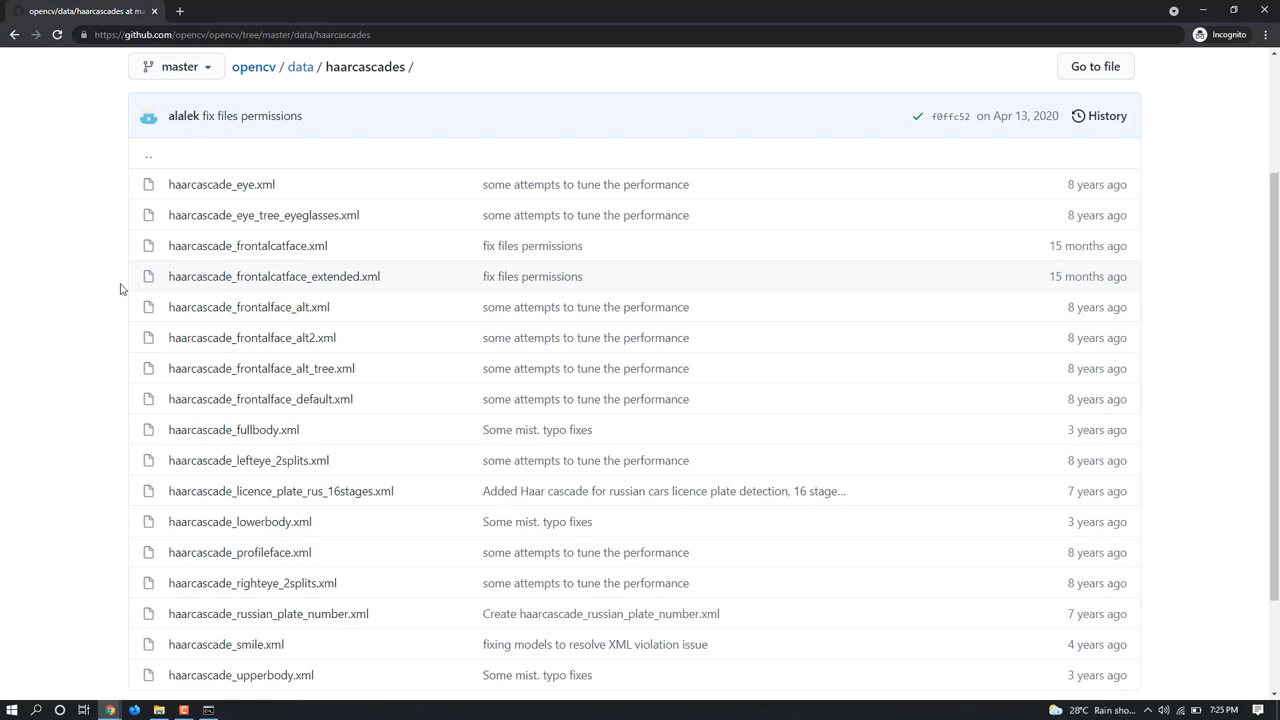 opencv/data/haarcascades at ma
https://github.com/opencv/opencv/tree/master/data/haarcascades
Incognito
master
opencv / data / haarcascades /
Go to file
alalek fix files permissions
f0ffc52 on Apr 13, 2020
History
..
haarcascade_eye.xml some attempts to tune the performance 8 years ago
haarcascade_eye_tree_eyeglasses.xml some attempts to tune the performance 8 years ago
haarcascade_frontalcatface.xml fix files permissions 15 months ago
haarcascade_frontalcatface_extended.xml fix files permissions 15 months ago
haarcascade_frontalface_alt.xml some attempts to tune the performance 8 years ago
haarcascade_frontalface_alt2.xml some attempts to tune the performance 8 years ago
haarcascade_frontalface_alt_tree.xml some attempts to tune the performance 8 years ago
haarcascade_frontalface_default.xml some attempts to tune the performance 8 years ago
haarcascade_fullbody.xml Some mist. typo fixes 3 years ago
haarcascade_lefteye_2splits.xml some attempts to tune the performance 8 years ago
haarcascade_licence_plate_rus_16stages.xml Added Haar cascade for russian cars licence plate detection, 16 stage... 7 years ago
haarcascade_lowerbody.xml Some mist. typo fixes 3 years ago
haarcascade_profileface.xml some attempts to tune the performance 8 years ago
haarcascade_righteye_2splits.xml some attempts to tune the performance 8 years ago
haarcascade_russian_plate_number.xml Create haarcascade_russian_plate_number.xml 7 years ago
haarcascade_smile.xml fixing models to resolve XML violation issue 4 years ago
haarcascade_upperbody.xml Some mist. typo fixes 3 years ago
28°C Rain sho... 7:25 PM